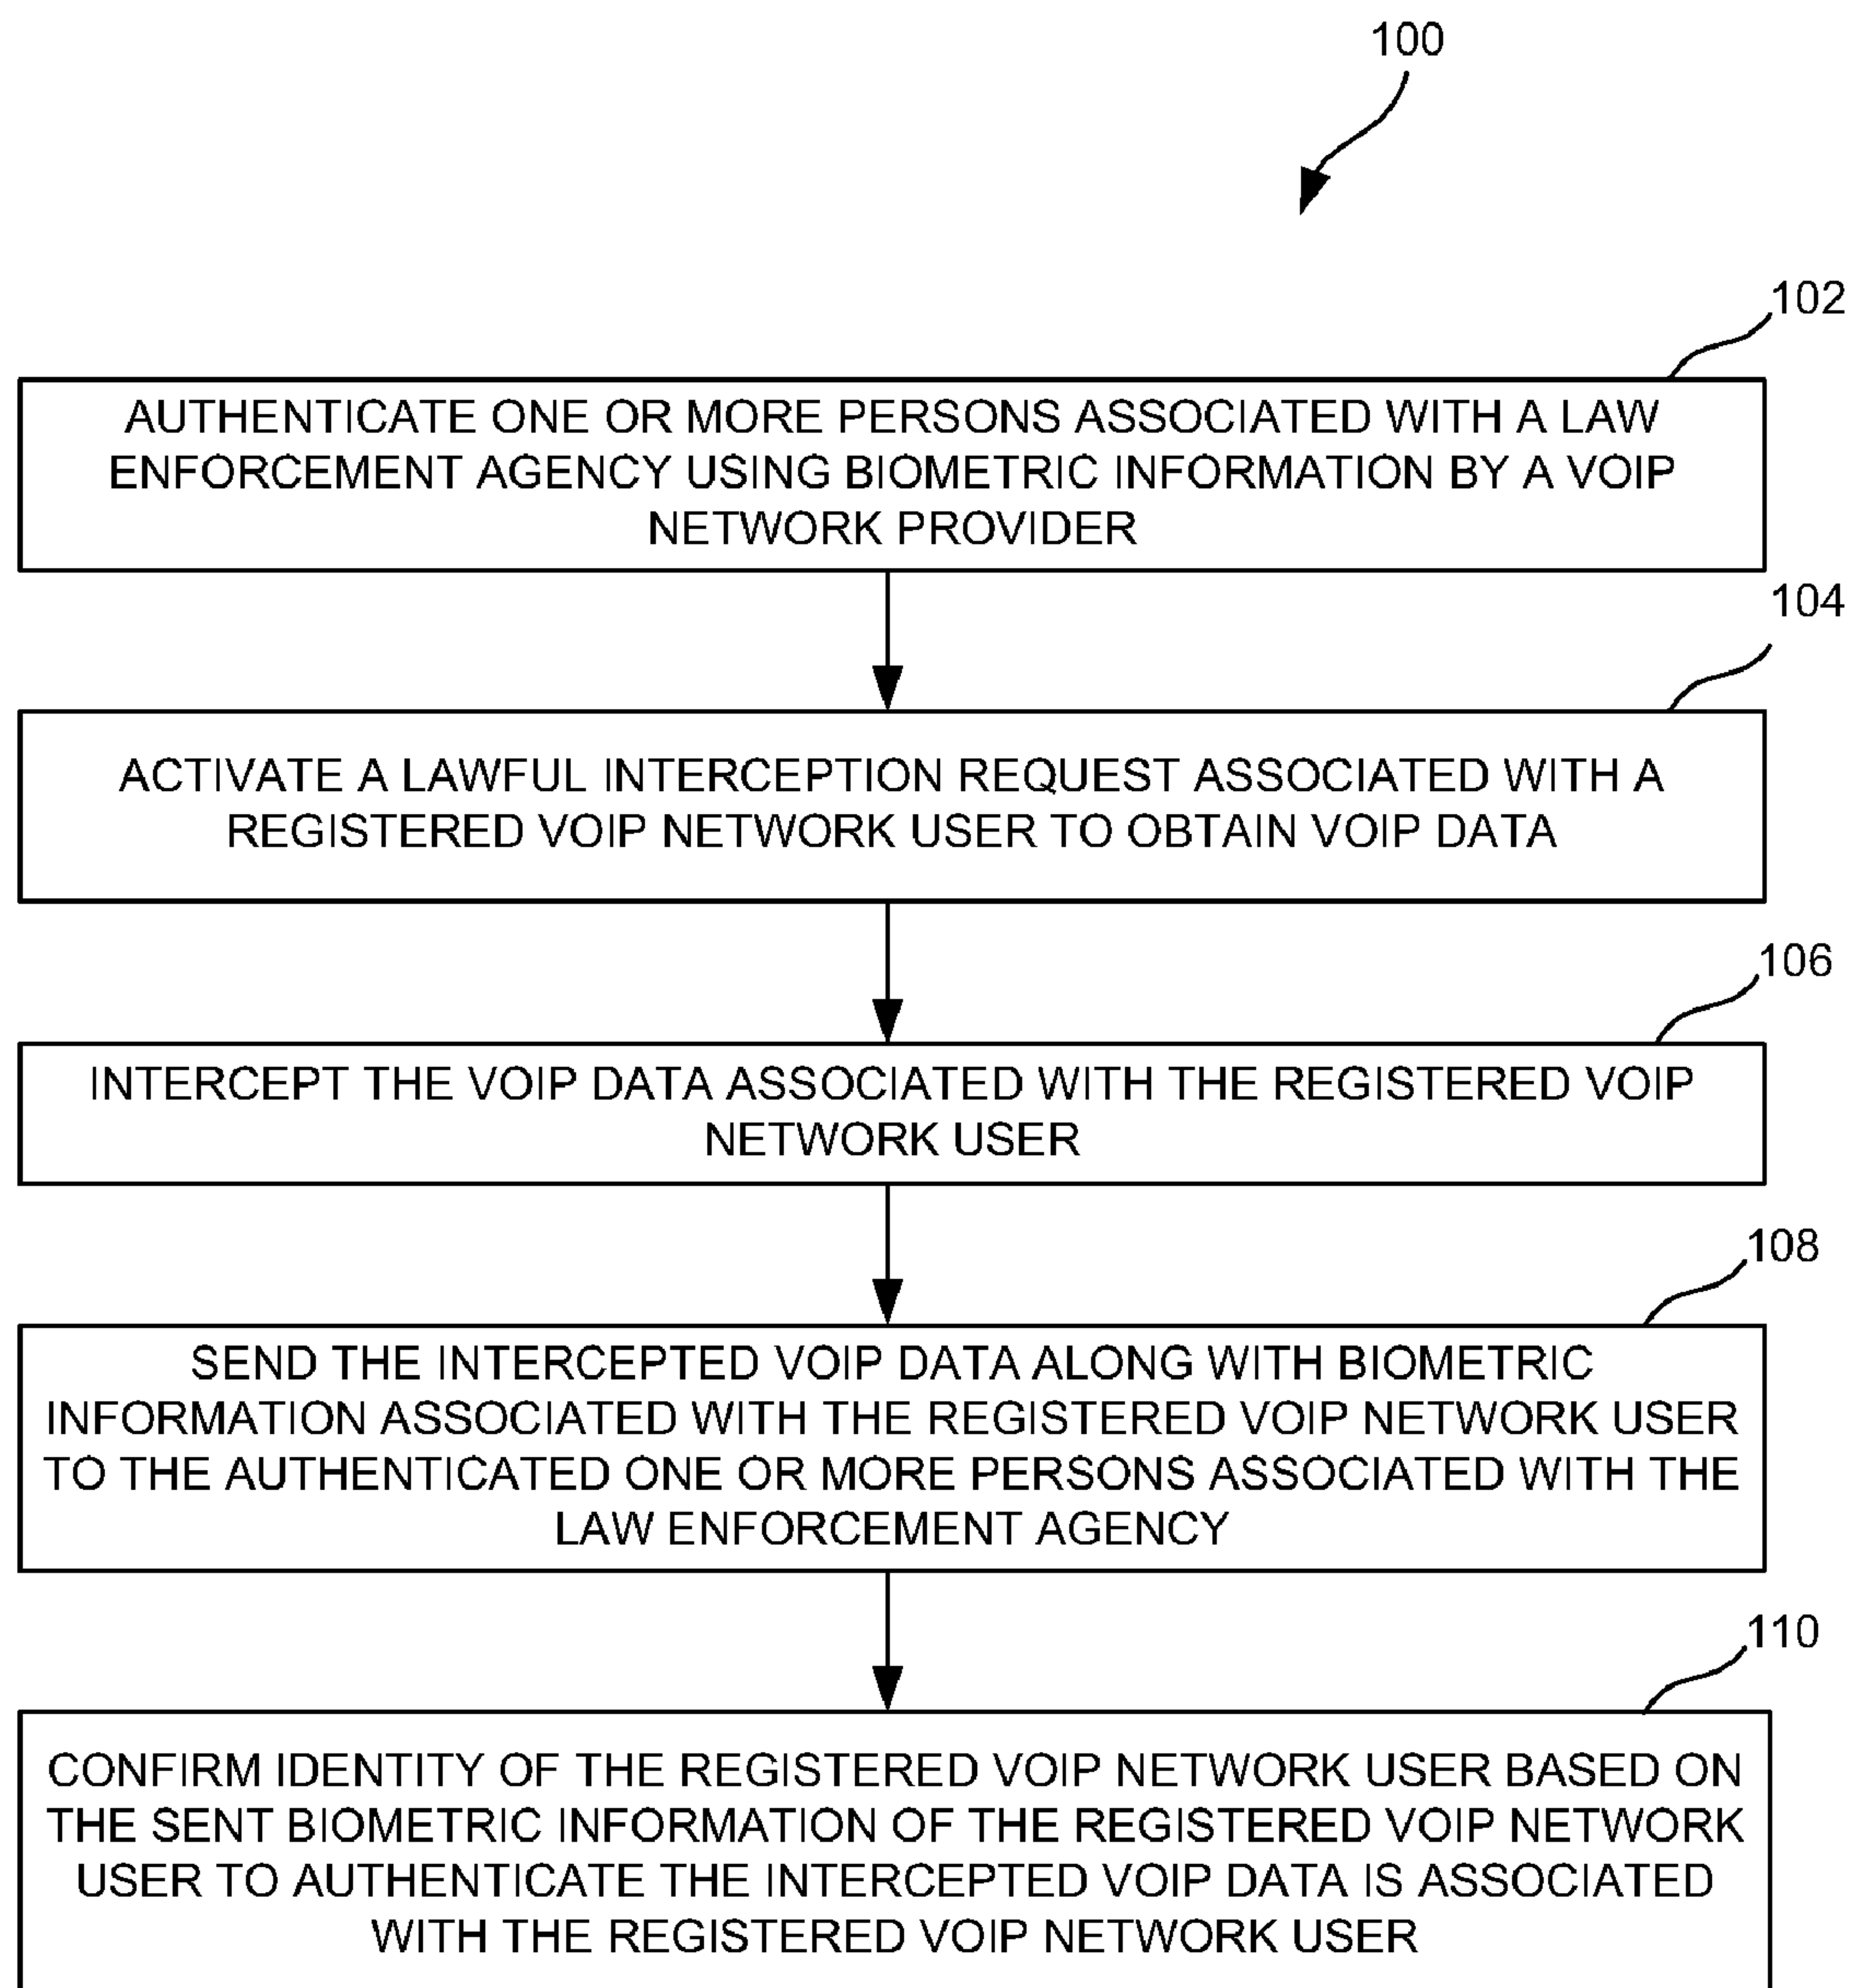 100
102
AUTHENTICATE ONE OR MORE PERSONS ASSOCIATED WITH A LAW
ENFORCEMENT AGENCY USING BIOMETRIC INFORMATION BY A VOIP
NETWORK PROVIDER
104
ACTIVATE A LAWFUL INTERCEPTION REQUEST ASSOCIATED WITH A
REGISTERED VOIP NETWORK USER TO OBTAIN VOIP DATA
106
INTERCEPT THE VOIP DATA ASSOCIATED WITH THE REGISTERED VOIP
NETWORK USER
108
SEND THE INTERCEPTED VOIP DATA ALONG WITH BIOMETRIC
INFORMATION ASSOCIATED WITH THE REGISTERED VOIP NETWORK USER
TO THE AUTHENTICATED ONE OR MORE PERSONS ASSOCIATED WITH THE
LAW ENFORCEMENT AGENCY
110
CONFIRM IDENTITY OF THE REGISTERED VOIP NETWORK USER BASED ON
THE SENT BIOMETRIC INFORMATION OF THE REGISTERED VOIP NETWORK
USER TO AUTHENTICATE THE INTERCEPTED VOIP DATA IS ASSOCIATED
WITH THE REGISTERED VOIP NETWORK USER